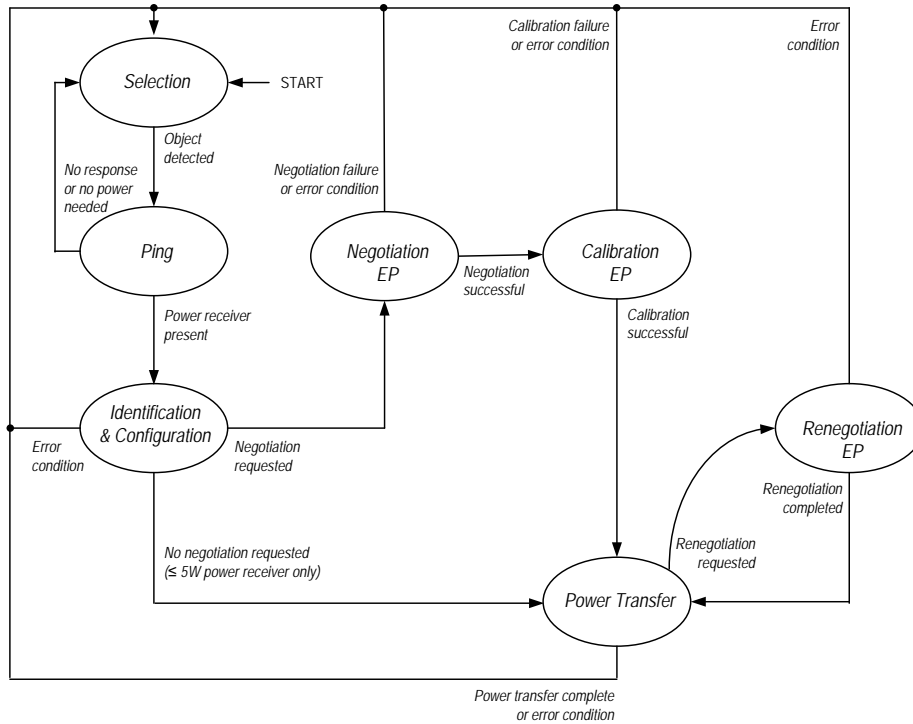 Calibration failure
or error condition
Error
condition
Selection
START
Object
detected
No response
or no power
needed
Negotiation failure
or error condition
Ping
Negotiation
EP
Negotiation
successful
Calibration
EP
Power receiver
present
Calibration
successful
Identification
& Configuration
Error
condition
Negotiation
requested
Renegotiation
EP
Renegotiation
completed
No negotiation requested
(≤ 5W power receiver only)
Renegotiation
requested
Power Transfer
Power transfer complete
or error condition